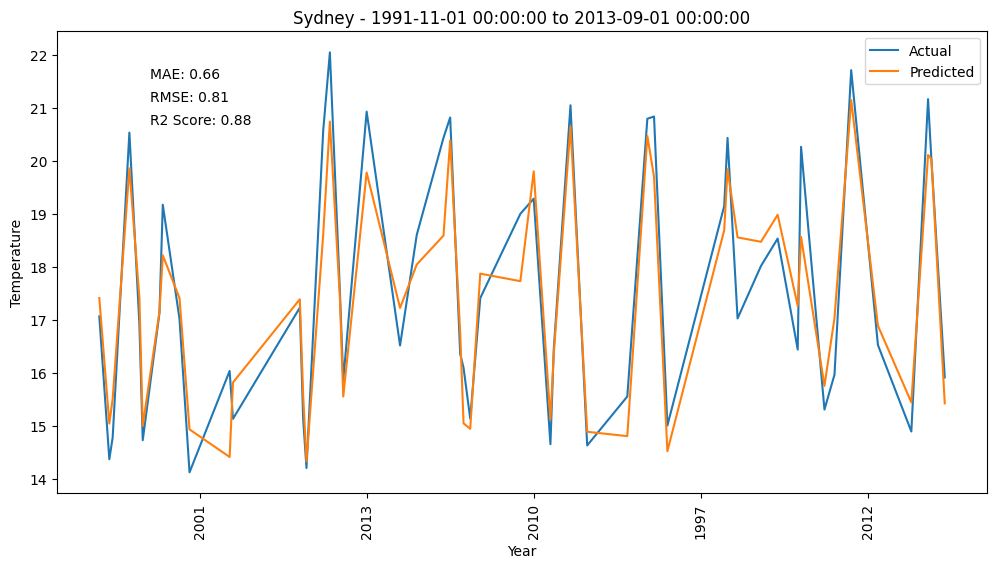 Sydney - 1991-11-01 00:00:00 to 2013-09-01 00:00:00
Actual
Predicted
MAE: 0.66
RMSE: 0.81
R2 Score: 0.88
Temperature
22
21
20
19
18
17
16
15
14
2001
2013
2010
1997
2012
Year